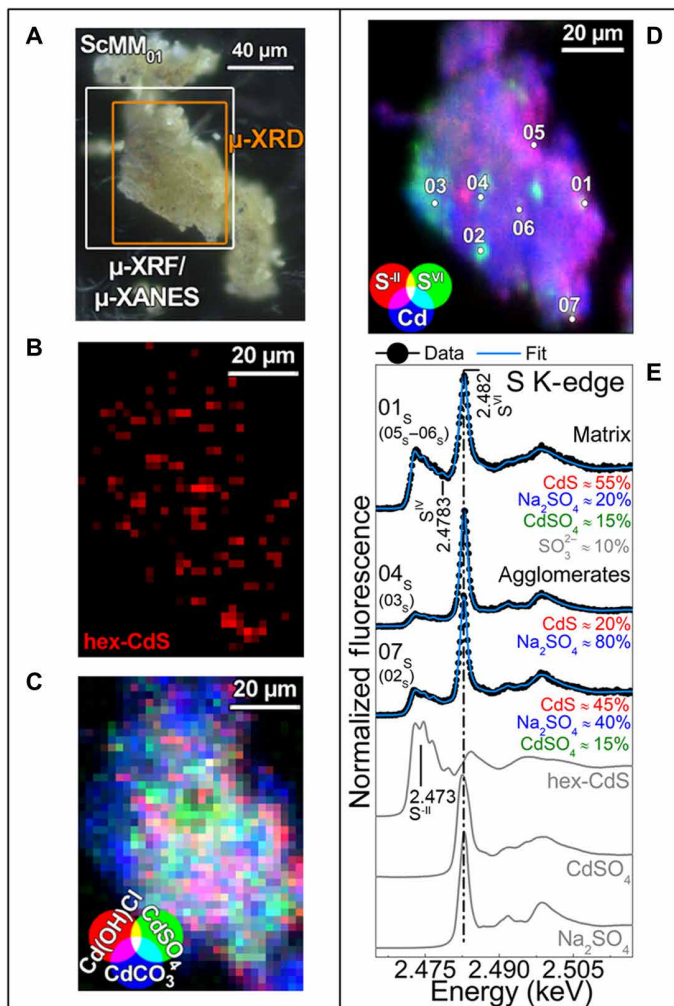 A
ScMM01
40 µm
µ-XRD
µ-XRF/
µ-XANES
B
20 µm
hex-CdS
C
20 µm
Cd(OH)Cl
CdSO4
CdCO3
D
20 µm
05
03
04
01
06
02
07
S-II
SVI
Cd
Data
Fit
E
S K-edge
2.482
SVI
01S
(05S–06S)
Matrix
CdS ≈ 55%
Na2SO4 ≈ 20%
CdSO4 ≈ 15%
SO32− ≈ 10%
SIV
2.4783
04S
(03S)
Agglomerates
CdS ≈ 20%
Na2SO4 ≈ 80%
07S
(02S)
CdS ≈ 45%
Na2SO4 ≈ 40%
CdSO4 ≈ 15%
hex-CdS
2.473
S-II
CdSO4
Na2SO4
Normalized fluorescence
2.475 2.490 2.505
Energy (keV)